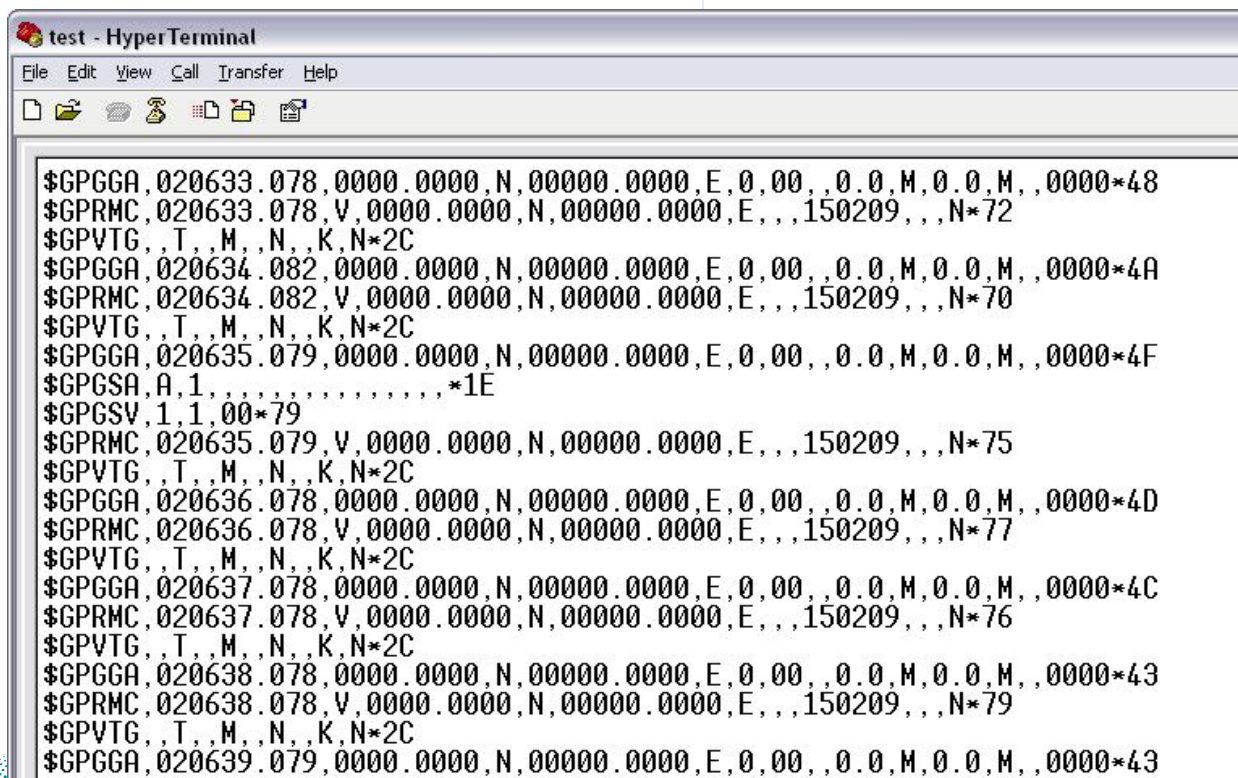 test - HyperTerminal
File Edit View Call Transfer Help
$GPGGA,020633.078,0000.0000,N,00000.0000,E,0,00,,0.0,M,0.0,M,,0000*48
$GPRMC,020633.078,V,0000.0000,N,00000.0000,E,,,150209,,,N*72
$GPVTG,,T,,M,,N,,K,N*2C
$GPGGA,020634.082,0000.0000,N,00000.0000,E,0,00,,0.0,M,0.0,M,,0000*4A
$GPRMC,020634.082,V,0000.0000,N,00000.0000,E,,,150209,,,N*70
$GPVTG,,T,,M,,N,,K,N*2C
$GPGGA,020635.079,0000.0000,N,00000.0000,E,0,00,,0.0,M,0.0,M,,0000*4F
$GPGSA,A,1,,,,,,,,,,,,,,,*1E
$GPGSV,1,1,00*79
$GPRMC,020635.079,V,0000.0000,N,00000.0000,E,,,150209,,,N*75
$GPVTG,,T,,M,,N,,K,N*2C
$GPGGA,020636.078,0000.0000,N,00000.0000,E,0,00,,0.0,M,0.0,M,,0000*4D
$GPRMC,020636.078,V,0000.0000,N,00000.0000,E,,,150209,,,N*77
$GPVTG,,T,,M,,N,,K,N*2C
$GPGGA,020637.078,0000.0000,N,00000.0000,E,0,00,,0.0,M,0.0,M,,0000*4C
$GPRMC,020637.078,V,0000.0000,N,00000.0000,E,,,150209,,,N*76
$GPVTG,,T,,M,,N,,K,N*2C
$GPGGA,020638.078,0000.0000,N,00000.0000,E,0,00,,0.0,M,0.0,M,,0000*43
$GPRMC,020638.078,V,0000.0000,N,00000.0000,E,,,150209,,,N*79
$GPVTG,,T,,M,,N,,K,N*2C
$GPGGA,020639.079,0000.0000,N,00000.0000,E,0,00,,0.0,M,0.0,M,,0000*43